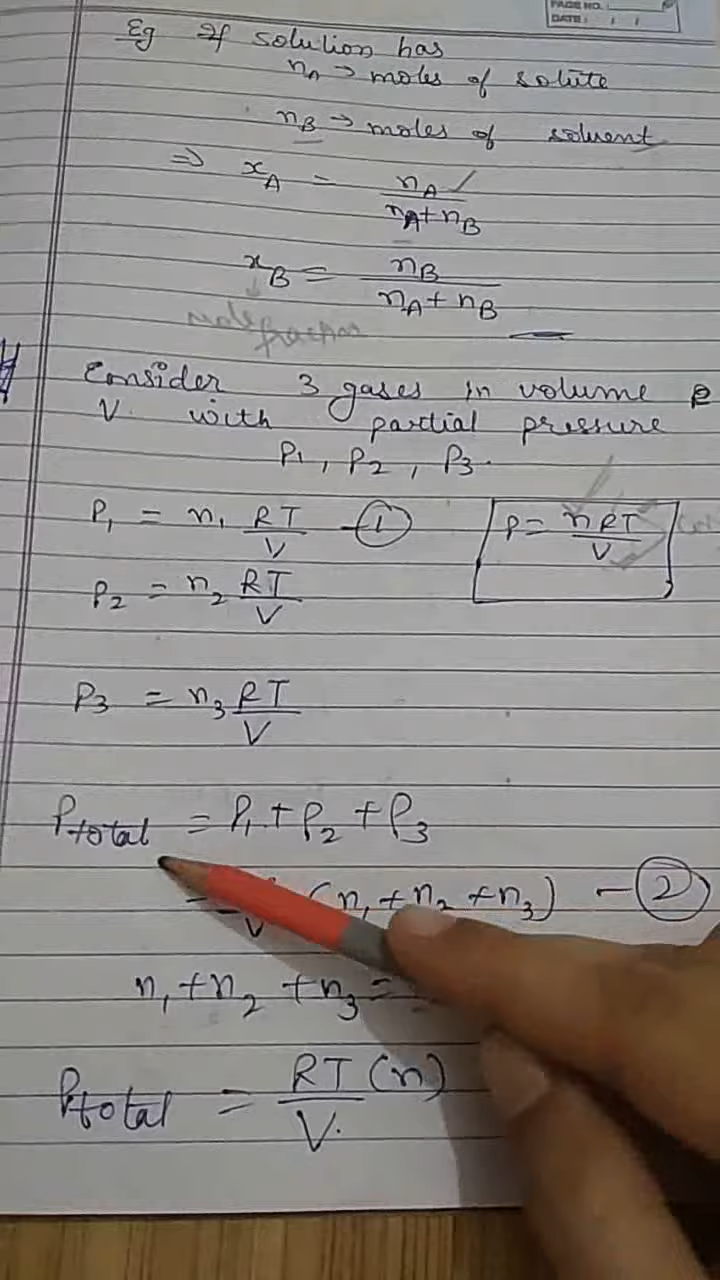 PAGE NO.:
DATE: / /
Eg If solution has
nA → moles of solute
nB → moles of solvent
⇒ xA = nA / nA + nB
xB = nB / nA + nB
Mole fraction
Consider 3 gases in volume
V. with partial pressure
P1, P2, P3.
P1 = n1 RT / V - 1
P = nRT / V
P2 = n2 RT / V
P3 = n3 RT / V
Ptotal = P1 + P2 + P3
= (n1 + n2 + n3) - 2
n1 + n2 + n3 =
Ptotal = RT (n) / V.